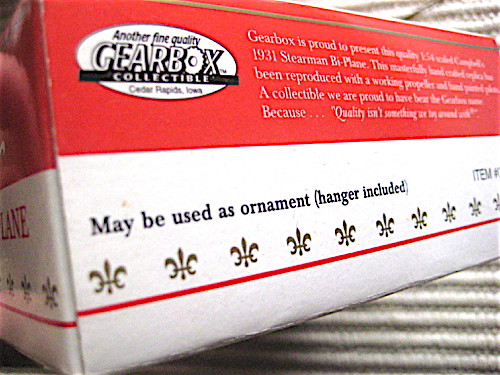 Another fine quality
GEARBOX
COLLECTIBLE™
Cedar Rapids, Iowa
Gearbox is proud to present this quality 1:54 scaled Campbell's
1931 Stearman Bi-Plane. This masterfully hand crafted replica has
been reproduced with a working propeller and hand painted pilot.
A collectible we are proud to have bear the Gearbox name.
Because . . . "Quality isn't something we toy around with!"
ITEM #
May be used as ornament (hanger included)
LANE